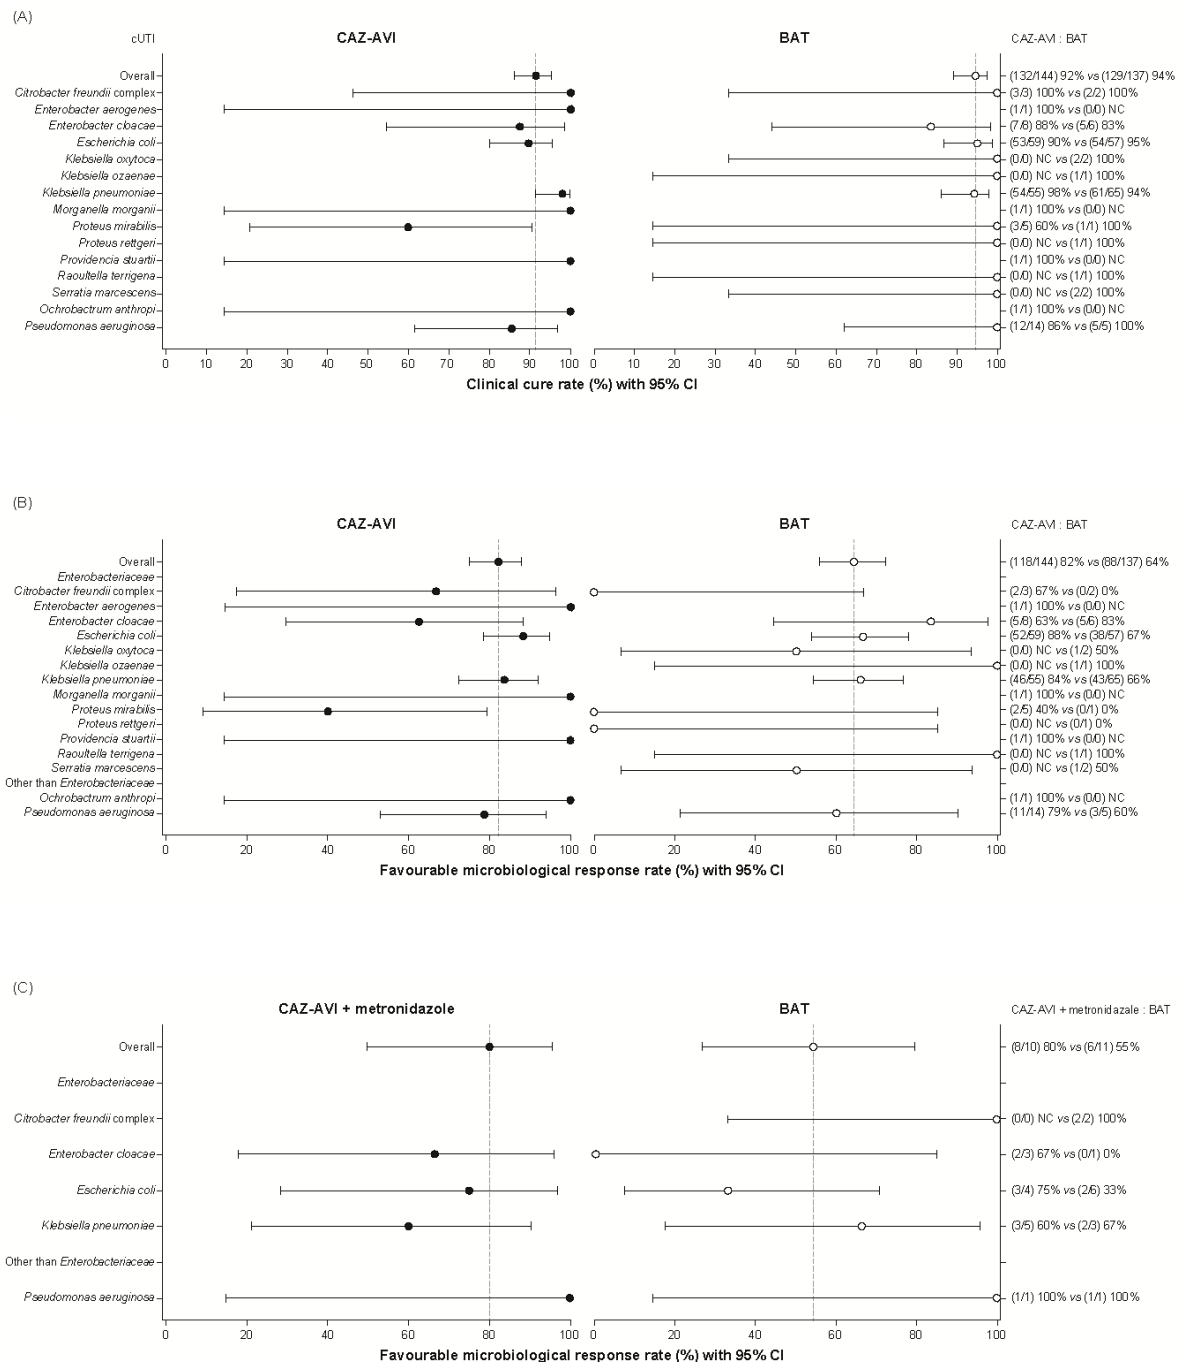 (A)
cUTI CAZ-AVI BAT CAZ-AVI : BAT
Overall (132/144) 92% vs (129/137) 94%
Citrobacter freundii complex (3/3) 100% vs (2/2) 100%
Enterobacter aerogenes (1/1) 100% vs (0/0) NC
Enterobacter cloacae (7/8) 88% vs (5/6) 83%
Escherichia coli (53/59) 90% vs (54/57) 95%
Klebsiella oxytoca (0/0) NC vs (2/2) 100%
Klebsiella ozaenae (0/0) NC vs (1/1) 100%
Klebsiella pneumoniae (54/55) 98% vs (61/65) 94%
Morganella morganii (1/1) 100% vs (0/0) NC
Proteus mirabilis (3/5) 60% vs (1/1) 100%
Proteus rettgeri (0/0) NC vs (1/1) 100%
Providencia stuartii (1/1) 100% vs (0/0) NC
Raoultella terrigena (0/0) NC vs (1/1) 100%
Serratia marcescens (0/0) NC vs (2/2) 100%
Ochrobactrum anthropi (1/1) 100% vs (0/0) NC
Pseudomonas aeruginosa (12/14) 86% vs (5/5) 100%
0 10 20 30 40 50 60 70 80 90 100 0 10 20 30 40 50 60 70 80 90 100
Clinical cure rate (%) with 95% CI
(B)
CAZ-AVI BAT CAZ-AVI : BAT
Overall (118/144) 82% vs (88/137) 64%
Enterobacteriaceae
Citrobacter freundii complex (2/3) 67% vs (0/2) 0%
Enterobacter aerogenes (1/1) 100% vs (0/0) NC
Enterobacter cloacae (5/8) 63% vs (5/6) 83%
Escherichia coli (52/59) 88% vs (38/57) 67%
Klebsiella oxytoca (0/0) NC vs (1/2) 50%
Klebsiella ozaenae (0/0) NC vs (1/1) 100%
Klebsiella pneumoniae (46/55) 84% vs (43/65) 66%
Morganella morganii (1/1) 100% vs (0/0) NC
Proteus mirabilis (2/5) 40% vs (0/1) 0%
Proteus rettgeri (0/0) NC vs (0/1) 0%
Providencia stuartii (1/1) 100% vs (0/0) NC
Raoultella terrigena (0/0) NC vs (1/1) 100%
Serratia marcescens (0/0) NC vs (1/2) 50%
Other than Enterobacteriaceae
Ochrobactrum anthropi (1/1) 100% vs (0/0) NC
Pseudomonas aeruginosa (11/14) 79% vs (3/5) 60%
0 20 40 60 80 100 0 20 40 60 80 100
Favourable microbiological response rate (%) with 95% CI
(C)
CAZ-AVI + metronidazole BAT CAZ-AVI + metronidazale : BAT
Overall (8/10) 80% vs (6/11) 55%
Enterobacteriaceae
Citrobacter freundii complex (0/0) NC vs (2/2) 100%
Enterobacter cloacae (2/3) 67% vs (0/1) 0%
Escherichia coli (3/4) 75% vs (2/6) 33%
Klebsiella pneumoniae (3/5) 60% vs (2/3) 67%
Other than Enterobacteriaceae
Pseudomonas aeruginosa (1/1) 100% vs (1/1) 100%
0 20 40 60 80 100 0 20 40 60 80 100
Favourable microbiological response rate (%) with 95% CI